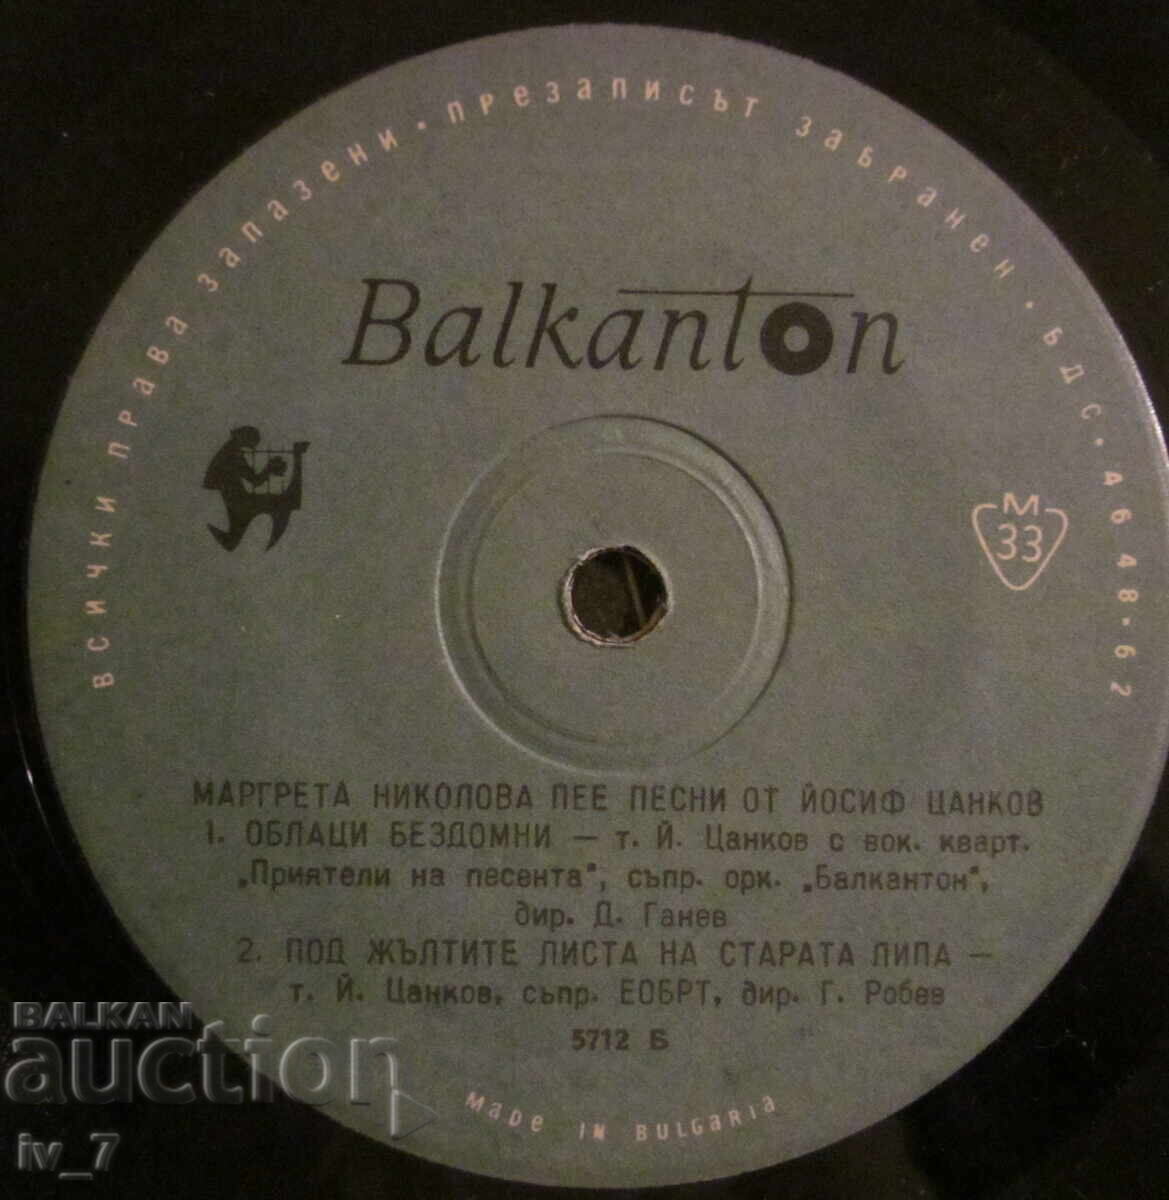 ВСИЧКИ ПРАВА ЗАПАЗЕНИ · ПРЕЗАПИСЪТ ЗАБРАНЕН · БДС · 4648-62
Balkanton
М
33
МАРГРЕТА НИКОЛОВА ПЕЕ ПЕСНИ ОТ ЙОСИФ ЦАНКОВ
1. ОБЛАЦИ БЕЗДОМНИ – т. Й. Цанков с вок. кварт.
„Приятели на песента", съпр. орк. „Балкантон",
дир. Д. Ганев
2. ПОД ЖЪЛТИТЕ ЛИСТА НА СТАРАТА ЛИПА –
т. Й. Цанков, съпр. ЕОБРТ, дир. Г. Робев
5712 Б
MADE IN BULGARIA
BALKAN
auction
iv_7